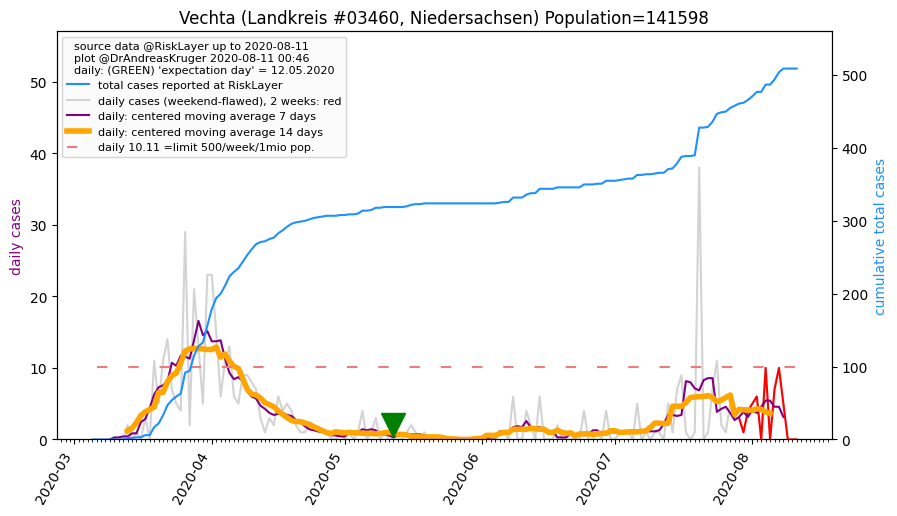 Vechta (Landkreis #03460, Niedersachsen) Population=141598
source data @RiskLayer up to 2020-08-11
plot @DrAndreasKruger 2020-08-11 00:46
daily: (GREEN) 'expectation day' = 12.05.2020
total cases reported at RiskLayer
daily cases (weekend-flawed), 2 weeks: red
daily: centered moving average 7 days
daily: centered moving average 14 days
daily 10.11 =limit 500/week/1mio pop.
daily cases
50
40
30
20
10
0
cumulative total cases
500
400
300
200
100
0
2020-03
2020-04
2020-05
2020-06
2020-07
2020-08